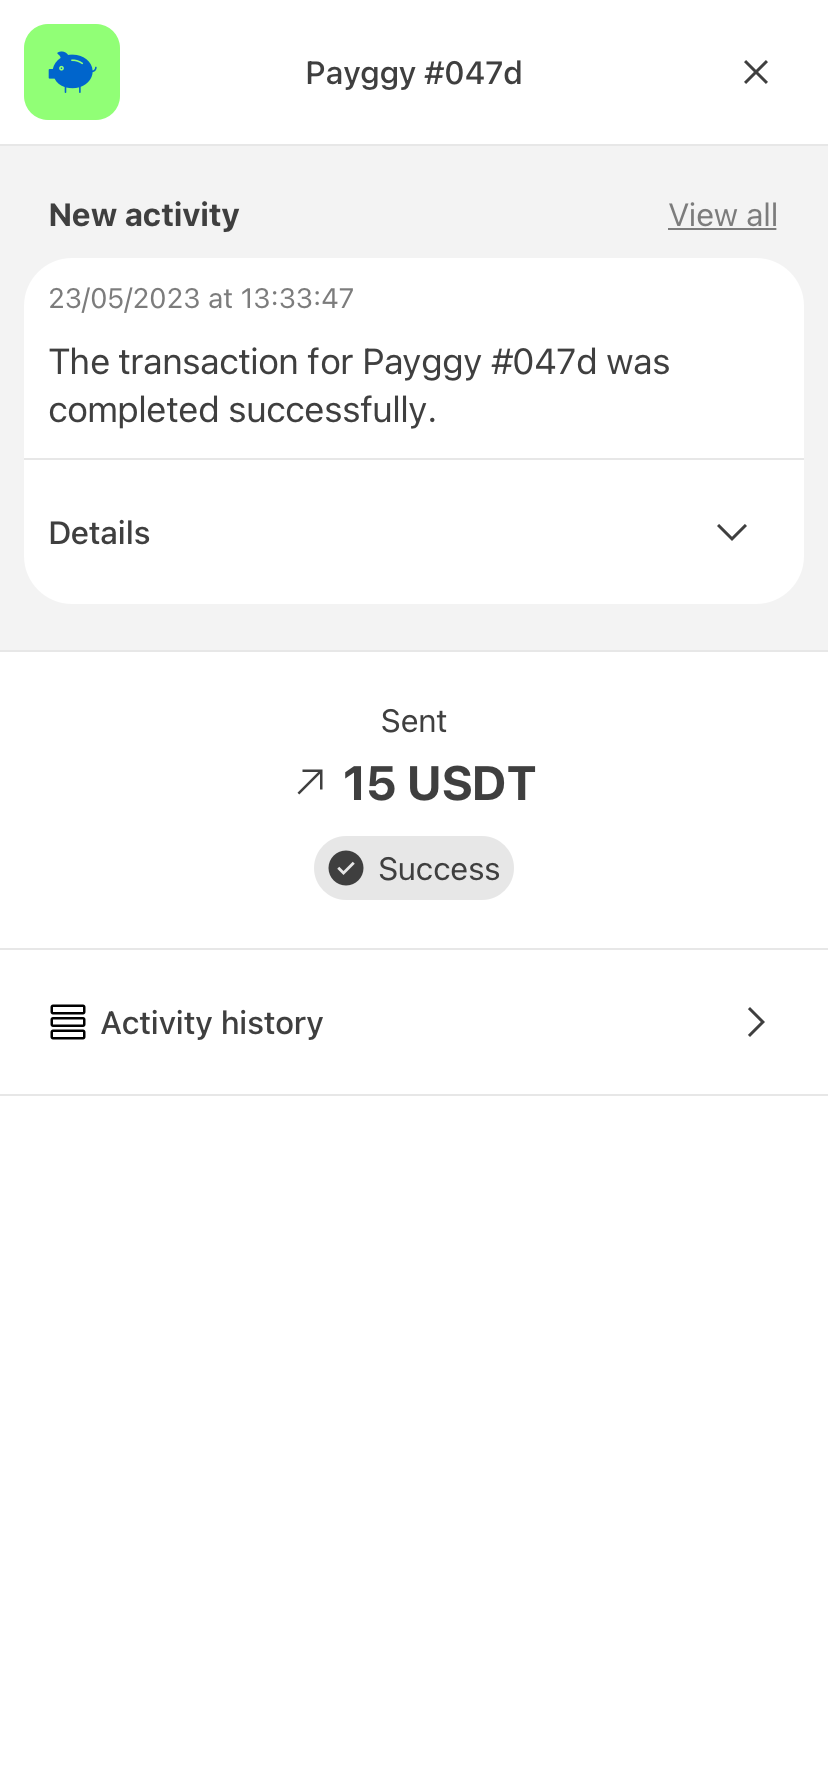 Payggy #047d
New activity
View all
23/05/2023 at 13:33:47
The transaction for Payggy #047d was
completed successfully.
Details
Sent
15 USDT
Success
Activity history